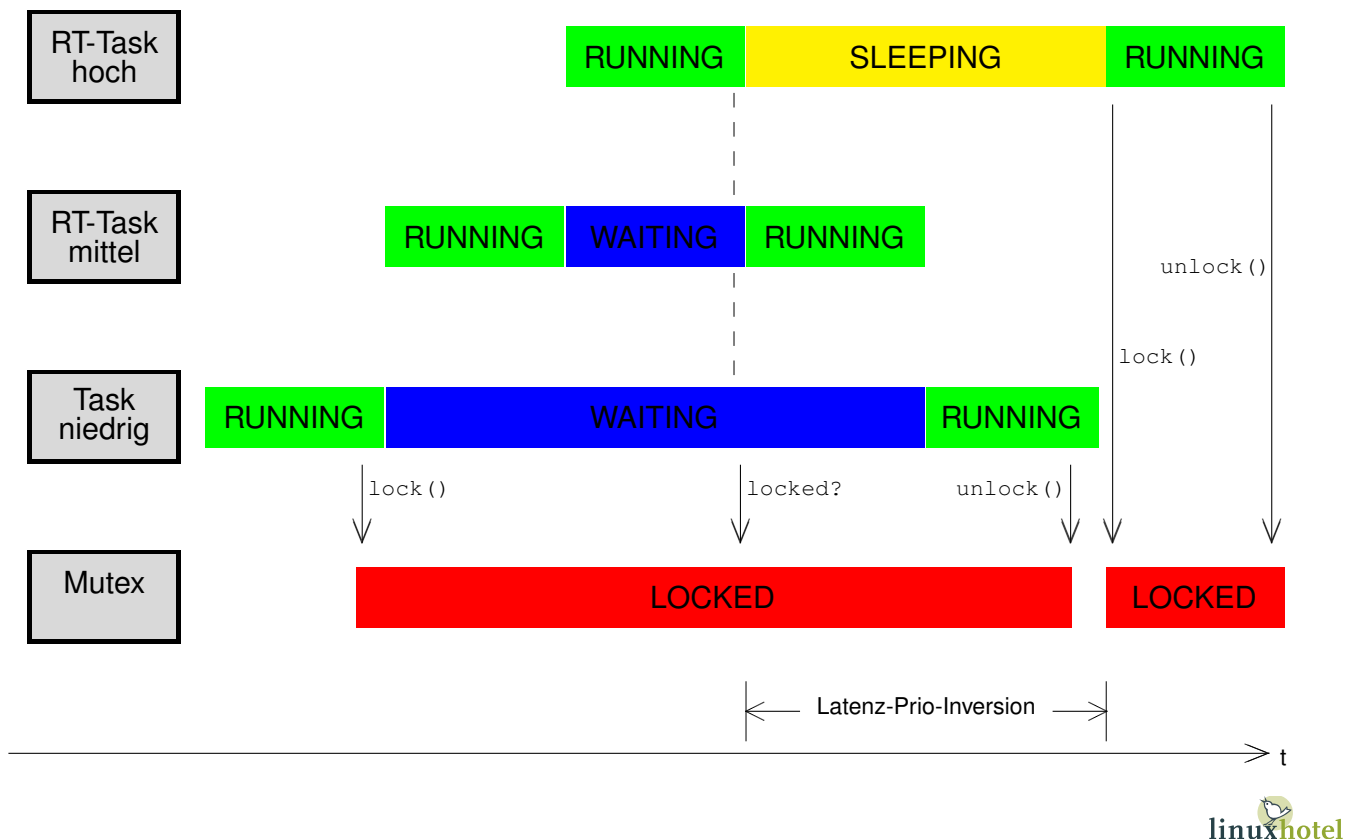 RT-Task
hoch
RUNNING
SLEEPING
RUNNING
RT-Task
mittel
RUNNING
WAITING
RUNNING
unlock()
lock()
Task
niedrig
RUNNING
WAITING
RUNNING
lock()
locked?
unlock()
Mutex
LOCKED
LOCKED
Latenz-Prio-Inversion
t
linuxhotel